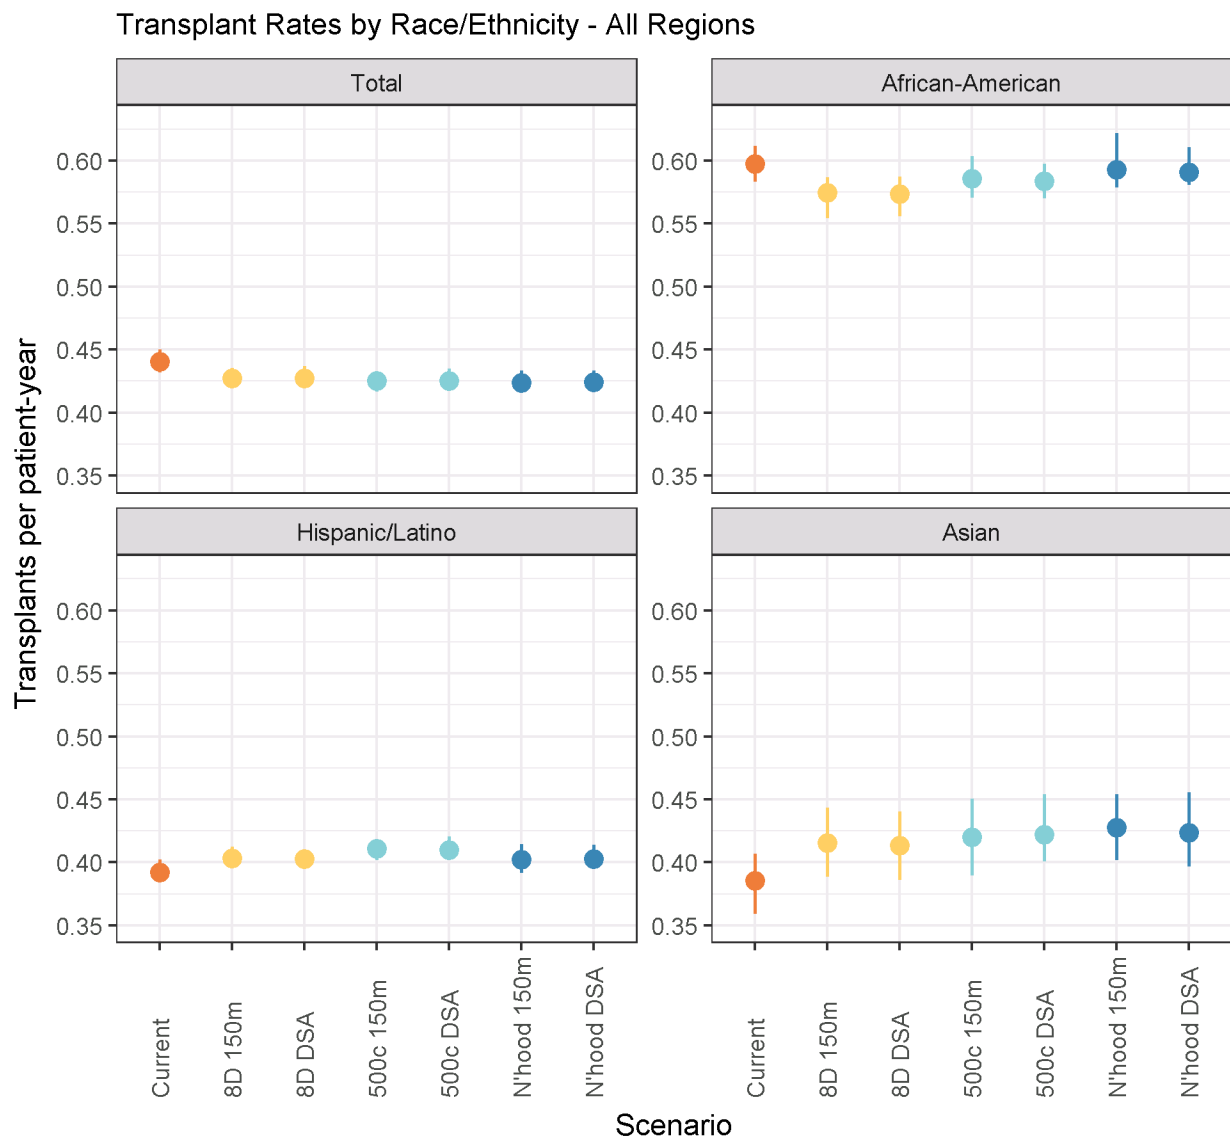 Transplant Rates by Race/Ethnicity - All Regions
Total
African-American
0.60
0.55
0.50
0.45
0.40
0.35
0.60
0.55
0.50
0.45
0.40
0.35
Transplants per patient-year
Hispanic/Latino
Asian
0.60
0.55
0.50
0.45
0.40
0.35
0.60
0.55
0.50
0.45
0.40
0.35
Current
8D 150m
8D DSA
500c 150m
500c DSA
N'hood 150m
N'hood DSA
Current
8D 150m
8D DSA
500c 150m
500c DSA
N'hood 150m
N'hood DSA
Scenario